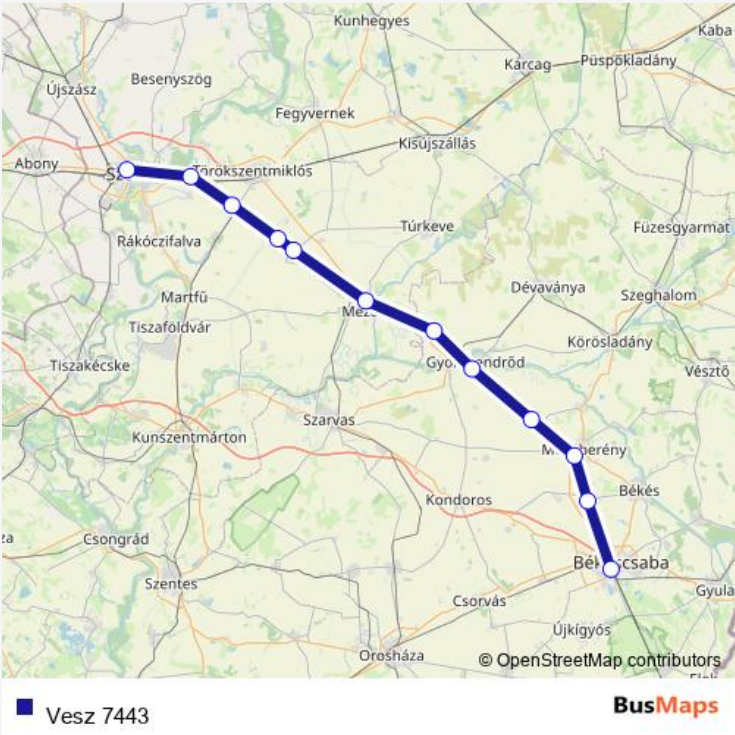 Kunhegyes
Kaba
Karcag
Püspökladány
Besenyszög
Újszász
Fegyvernek
Kisújszállás
Abony
Törökszentmiklós
Túrkeve
Füzesgyarmat
Rákóczifalva
Dévaványa
Szeghalom
Martfű
Tiszaföldvár
Körösladány
Tiszakécske
Vésztő
Szarvas
Kunszentmárton
Békés
Kondoros
Csongrád
Szentes
Gyula
Csorvás
Újkígyós
Orosháza
© OpenStreetMap contributors
Vesz 7443
BusMaps